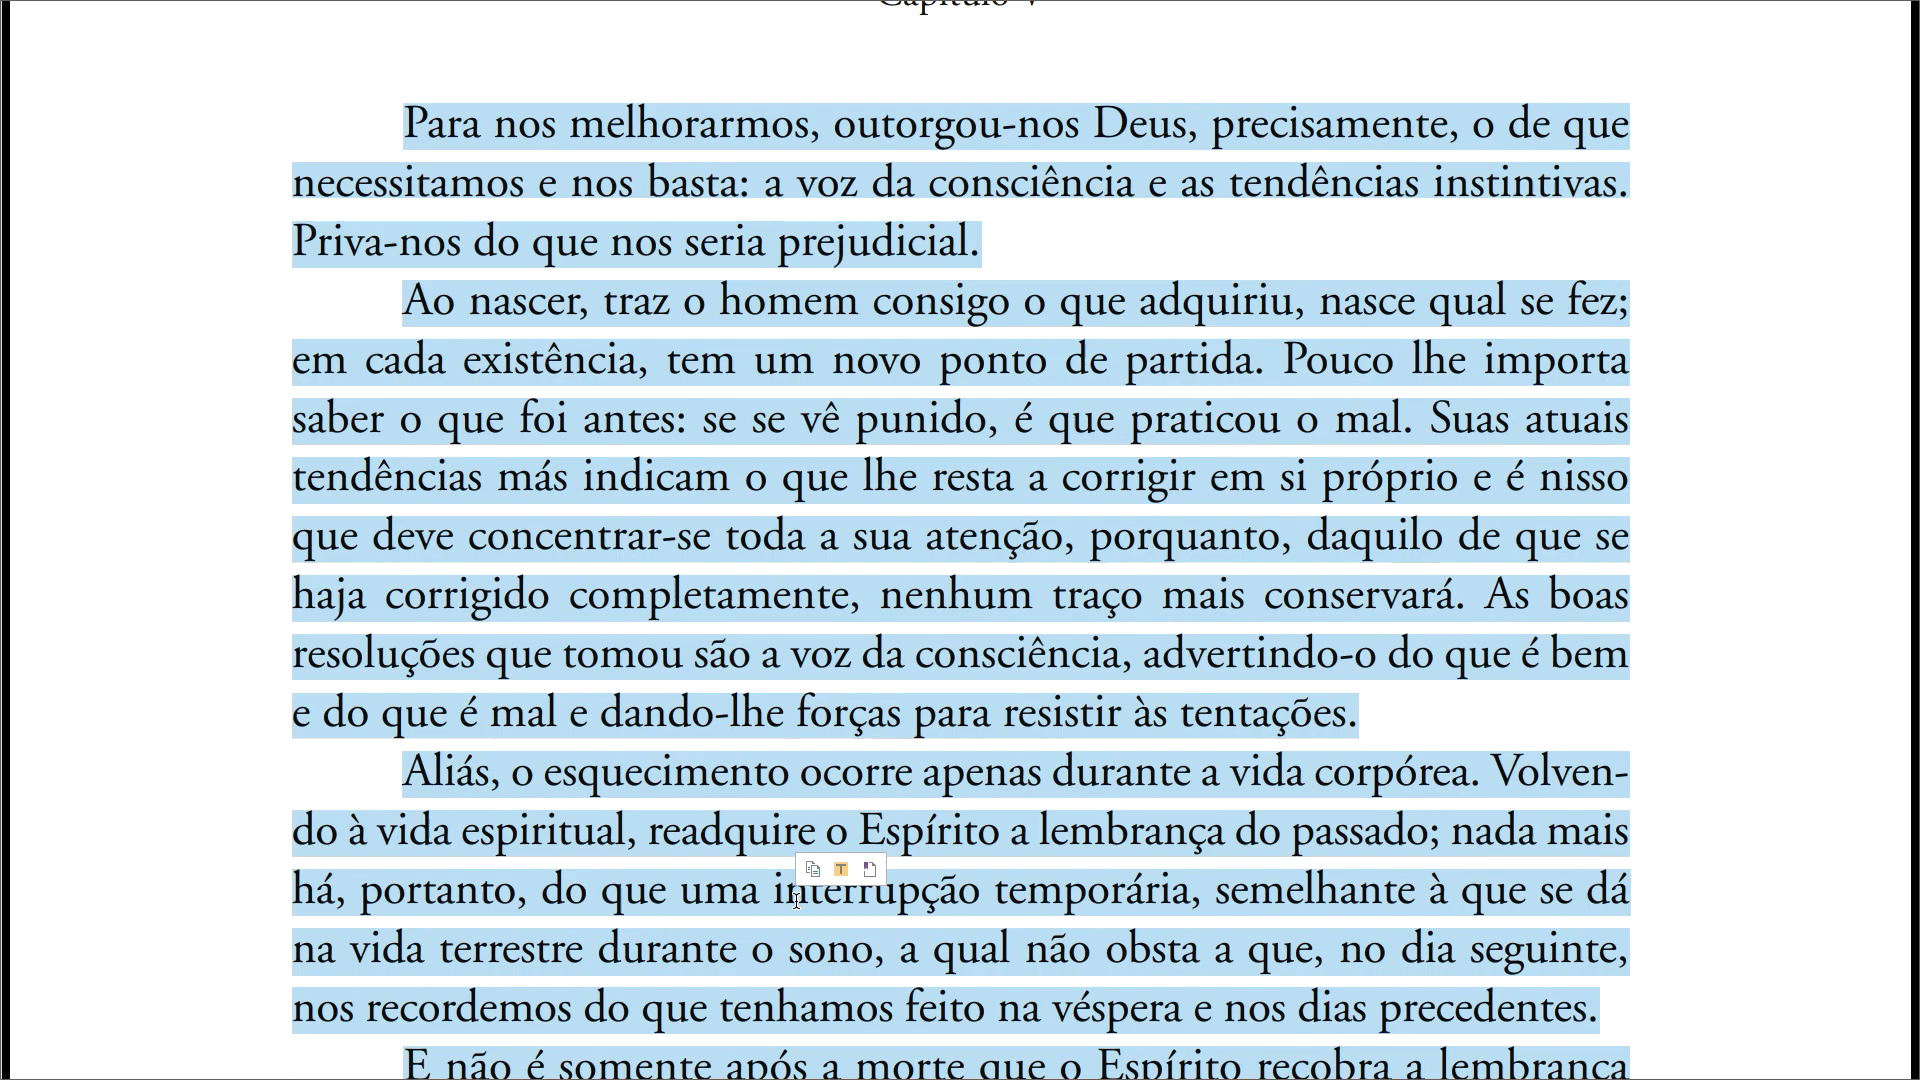 Capítulo V
Para nos melhorarmos, outorgou-nos Deus, precisamente, o de que
necessitamos e nos basta: a voz da consciência e as tendências instintivas.
Priva-nos do que nos seria prejudicial.
Ao nascer, traz o homem consigo o que adquiriu, nasce qual se fez;
em cada existência, tem um novo ponto de partida. Pouco lhe importa
saber o que foi antes: se se vê punido, é que praticou o mal. Suas atuais
tendências más indicam o que lhe resta a corrigir em si próprio e é nisso
que deve concentrar-se toda a sua atenção, porquanto, daquilo de que se
haja corrigido completamente, nenhum traço mais conservará. As boas
resoluções que tomou são a voz da consciência, advertindo-o do que é bem
e do que é mal e dando-lhe forças para resistir às tentações.
Aliás, o esquecimento ocorre apenas durante a vida corpórea. Volven-
do à vida espiritual, readquire o Espírito a lembrança do passado; nada mais
há, portanto, do que uma interrupção temporária, semelhante à que se dá
na vida terrestre durante o sono, a qual não obsta a que, no dia seguinte,
nos recordemos do que tenhamos feito na véspera e nos dias precedentes.
E não é somente após a morte que o Espírito recobra a lembrança